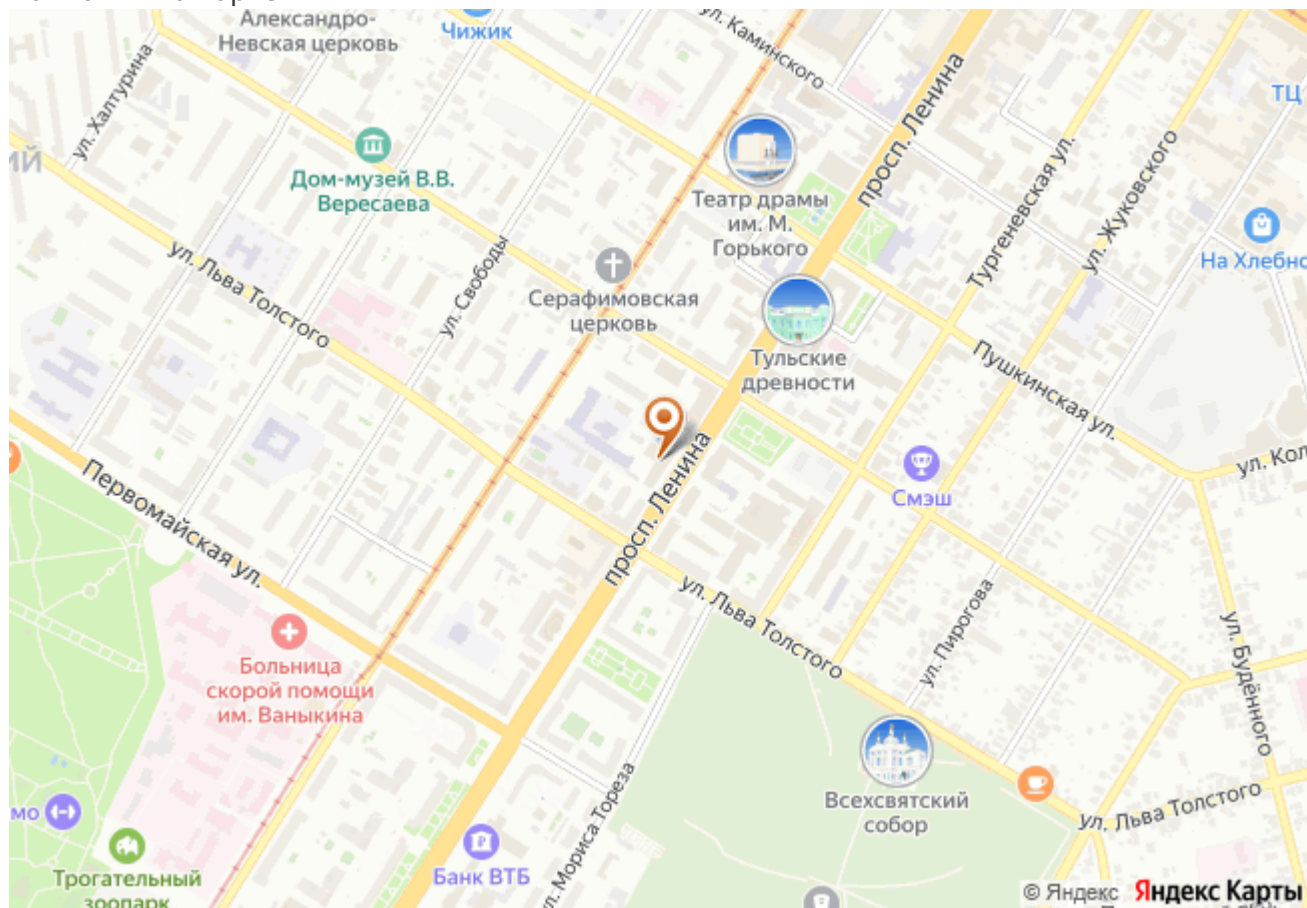 Александро-
Невская церковь
Чижик
ул. Каминского
просп. Ленина
ТЦ
ул. Халтурина
ИЙ
Дом-музей В.В.
Вересаева
Театр драмы
им. М.
Горького
Тургеневская ул.
ул. Жуковского
На Хлебно
ул. Льва Толстого
ул. Свободы
Серафимовская
церковь
Тульские
древности
Пушкинская ул.
ул. Кол
Смэш
просп. Ленина
Первомайская ул.
ул. Льва Толстого
ул. Пирогова
ул. Будённого
Больница
скорой помощи
им. Ваныкина
Всехсвятский
собор
ул. Льва Толстого
мо
Трогательный
зоопарк
Банк ВТБ
ул. Мориса Тореза
© Яндекс Яндекс Карты